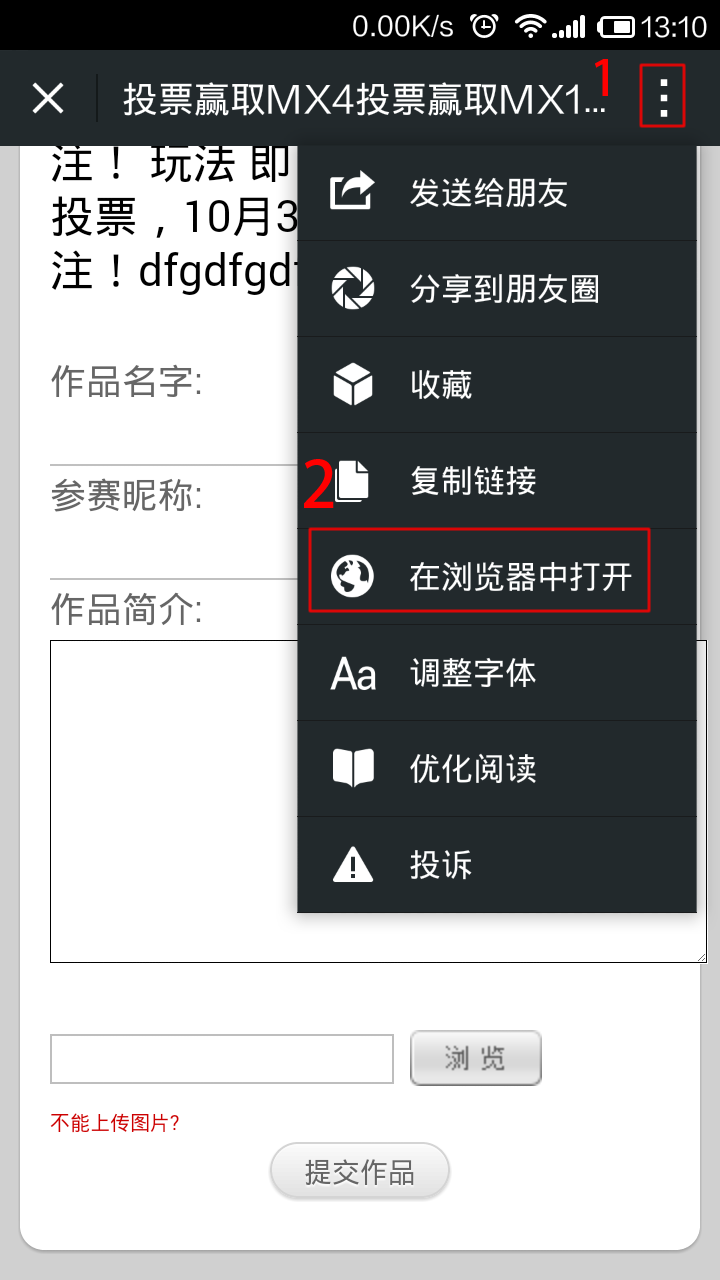 0.00K/s 13:10
投票赢取MX4投票赢取MX1... 1
注！玩法 即
投票，10月3
注！dfgdfgd
发送给朋友
分享到朋友圈
收藏
2 复制链接
在浏览器中打开
Aa 调整字体
优化阅读
投诉
作品名字:
参赛昵称:
作品简介:
浏 览
不能上传图片?
提交作品